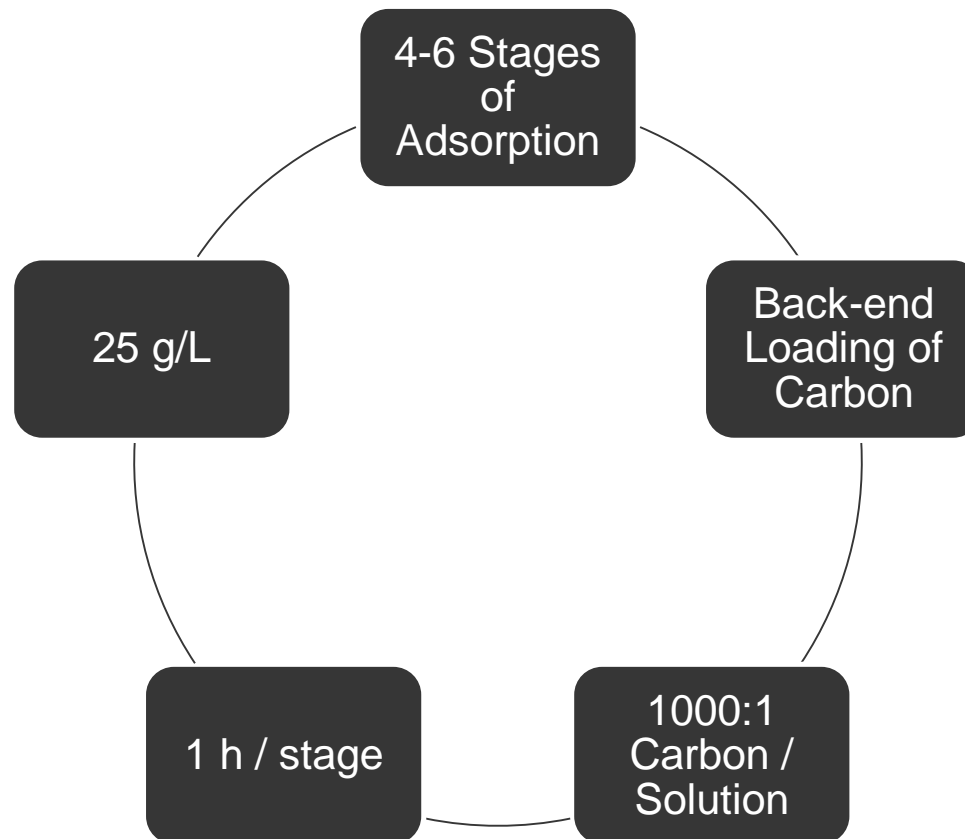 4-6 Stages
of
Adsorption
Back-end
Loading of
Carbon
1000:1
Carbon /
Solution
1 h / stage
25 g/L